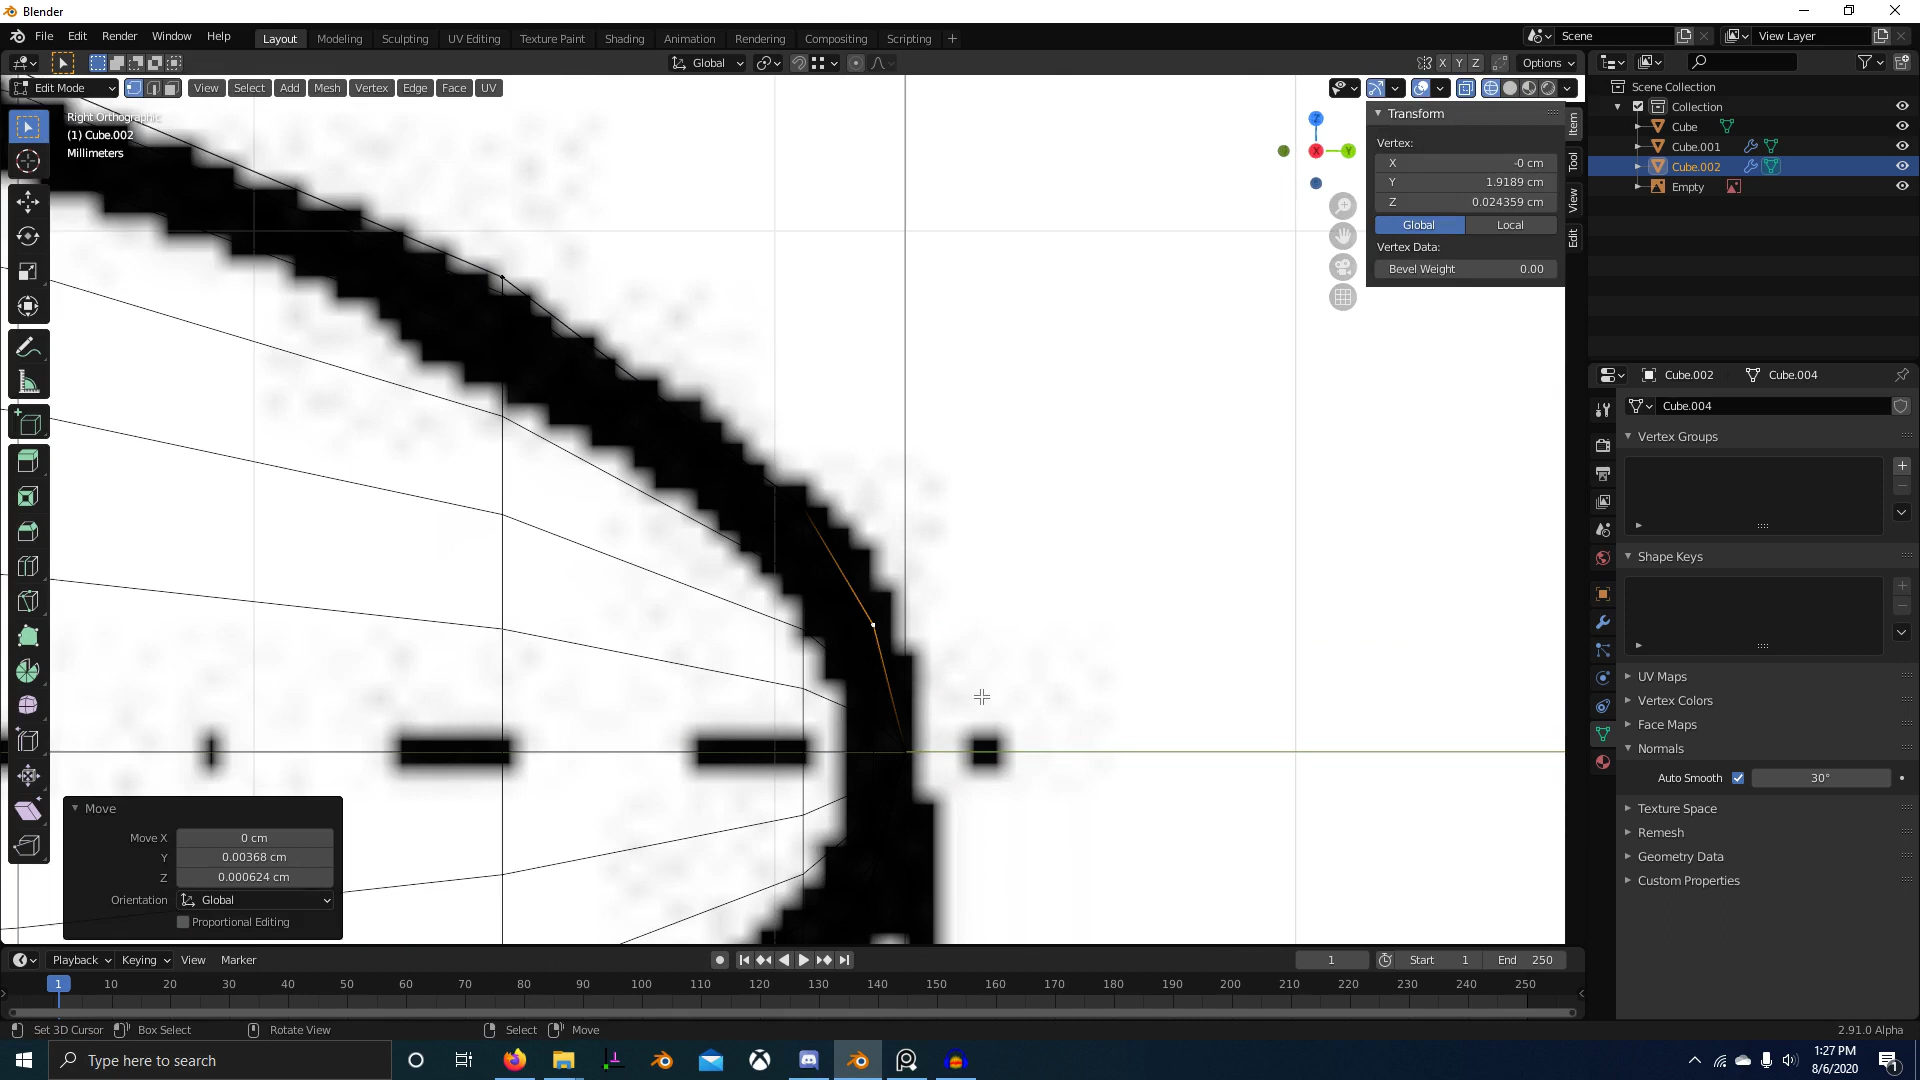 Blender
File Edit Render Window Help
Layout Modeling Sculpting UV Editing Texture Paint Shading Animation Rendering Compositing Scripting
Scene
View Layer
Global
X Y Z
Options
Edit Mode
View Select Add Mesh Vertex Edge Face UV
Right Orthographic
(1) Cube.002
Millimeters
Z
X
Y
Transform
Vertex:
X -0 cm
Y 1.9189 cm
Z 0.024359 cm
Global Local
Vertex Data:
Bevel Weight 0.00
Item
Tool
View
Edit
Scene Collection
Collection
Cube
Cube.001
Cube.002
Empty
Cube.002 Cube.004
Cube.004
Vertex Groups
Shape Keys
UV Maps
Vertex Colors
Face Maps
Normals
Auto Smooth 30°
Texture Space
Remesh
Geometry Data
Custom Properties
Move
Move X 0 cm
Y 0.00368 cm
Z 0.000624 cm
Orientation Global
Proportional Editing
Playback Keying View Marker
1
Start 1
End 250
1 10 20 30 40 50 60 70 80 90 100 110 120 130 140 150 160 170 180 190 200 210 220 230 240 250
Set 3D Cursor Box Select Rotate View Select Move
2.91.0 Alpha
Type here to search
1:27 PM
8/6/2020
1